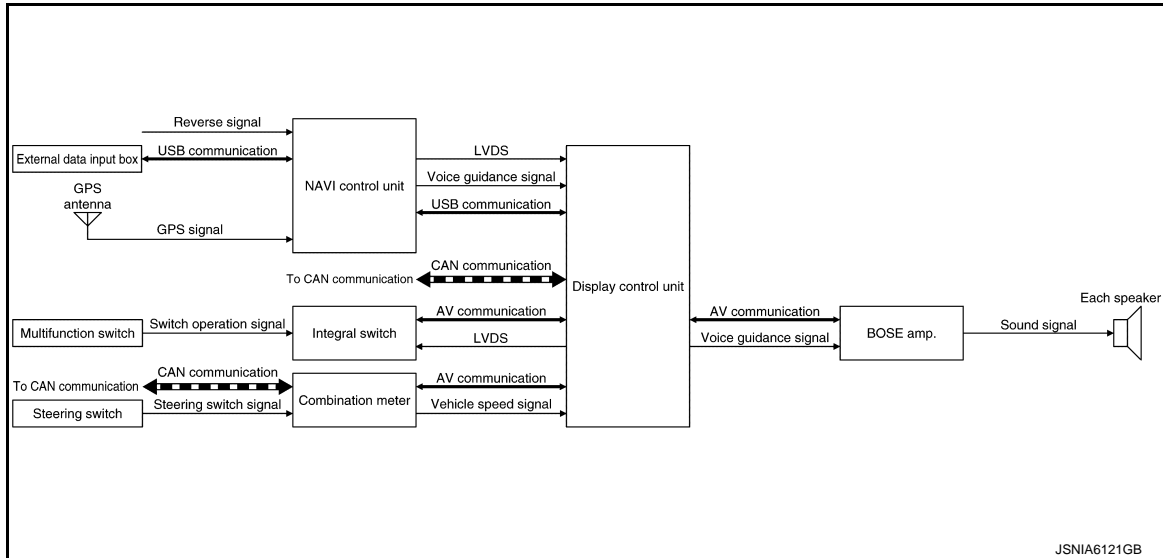 Reverse signal
External data input box
USB communication
GPS
antenna
GPS signal
NAVI control unit
LVDS
Voice guidance signal
USB communication
To CAN communication
CAN communication
Display control unit
Multifunction switch
Switch operation signal
Integral switch
AV communication
LVDS
To CAN communication
CAN communication
Steering switch
Steering switch signal
Combination meter
AV communication
Vehicle speed signal
AV communication
Voice guidance signal
BOSE amp.
Sound signal
Each speaker
JSNIA6121GB